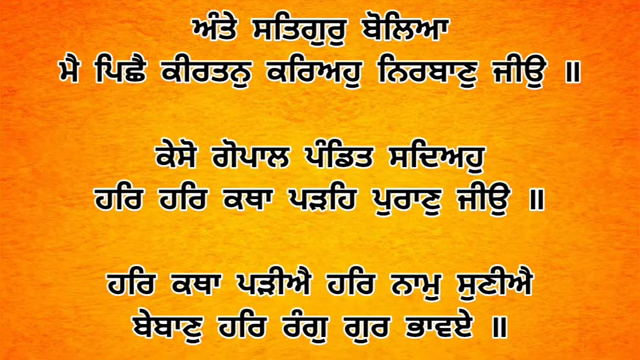 ਅੰਤੇ ਸਤਿਗੁਰੁ ਬੋਲਿਆ
ਮੈ ਪਿਛੈ ਕੀਰਤਨੁ ਕਰਿਅਹੁ ਨਿਰਬਾਣੁ ਜੀਉ ॥
ਕੇਸੋ ਗੋਪਾਲ ਪੰਡਿਤ ਸਦਿਅਹੁ
ਹਰਿ ਹਰਿ ਕਥਾ ਪੜਹਿ ਪੁਰਾਣੁ ਜੀਉ ॥
ਹਰਿ ਕਥਾ ਪੜੀਐ ਹਰਿ ਨਾਮੁ ਸੁਣੀਐ
ਬੇਬਾਣੁ ਹਰਿ ਰੰਗੁ ਗੁਰ ਭਾਵਏ ॥